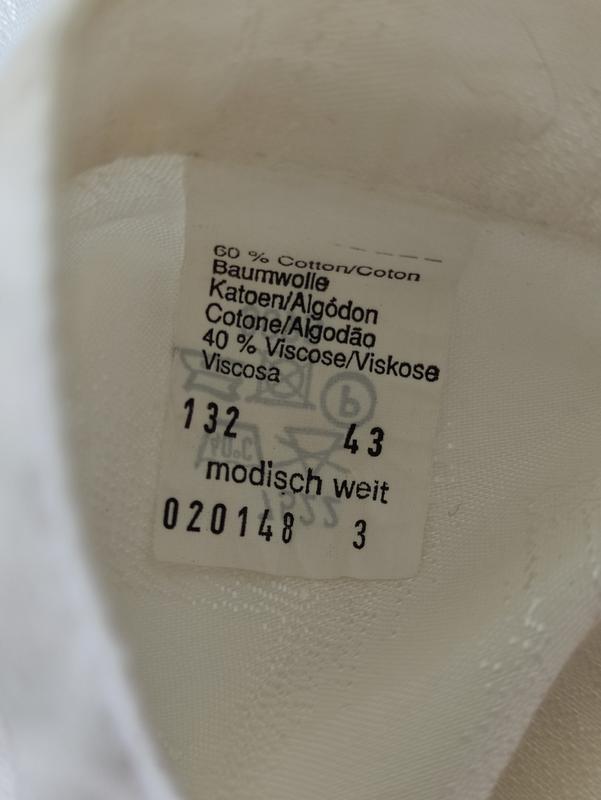 60 % Cotton/Coton
Baumwolle
Katoen/Algódon
Cotone/Algodão
40 % Viscose/Viskose
Viscosa
132 43
modisch weit
020148 3